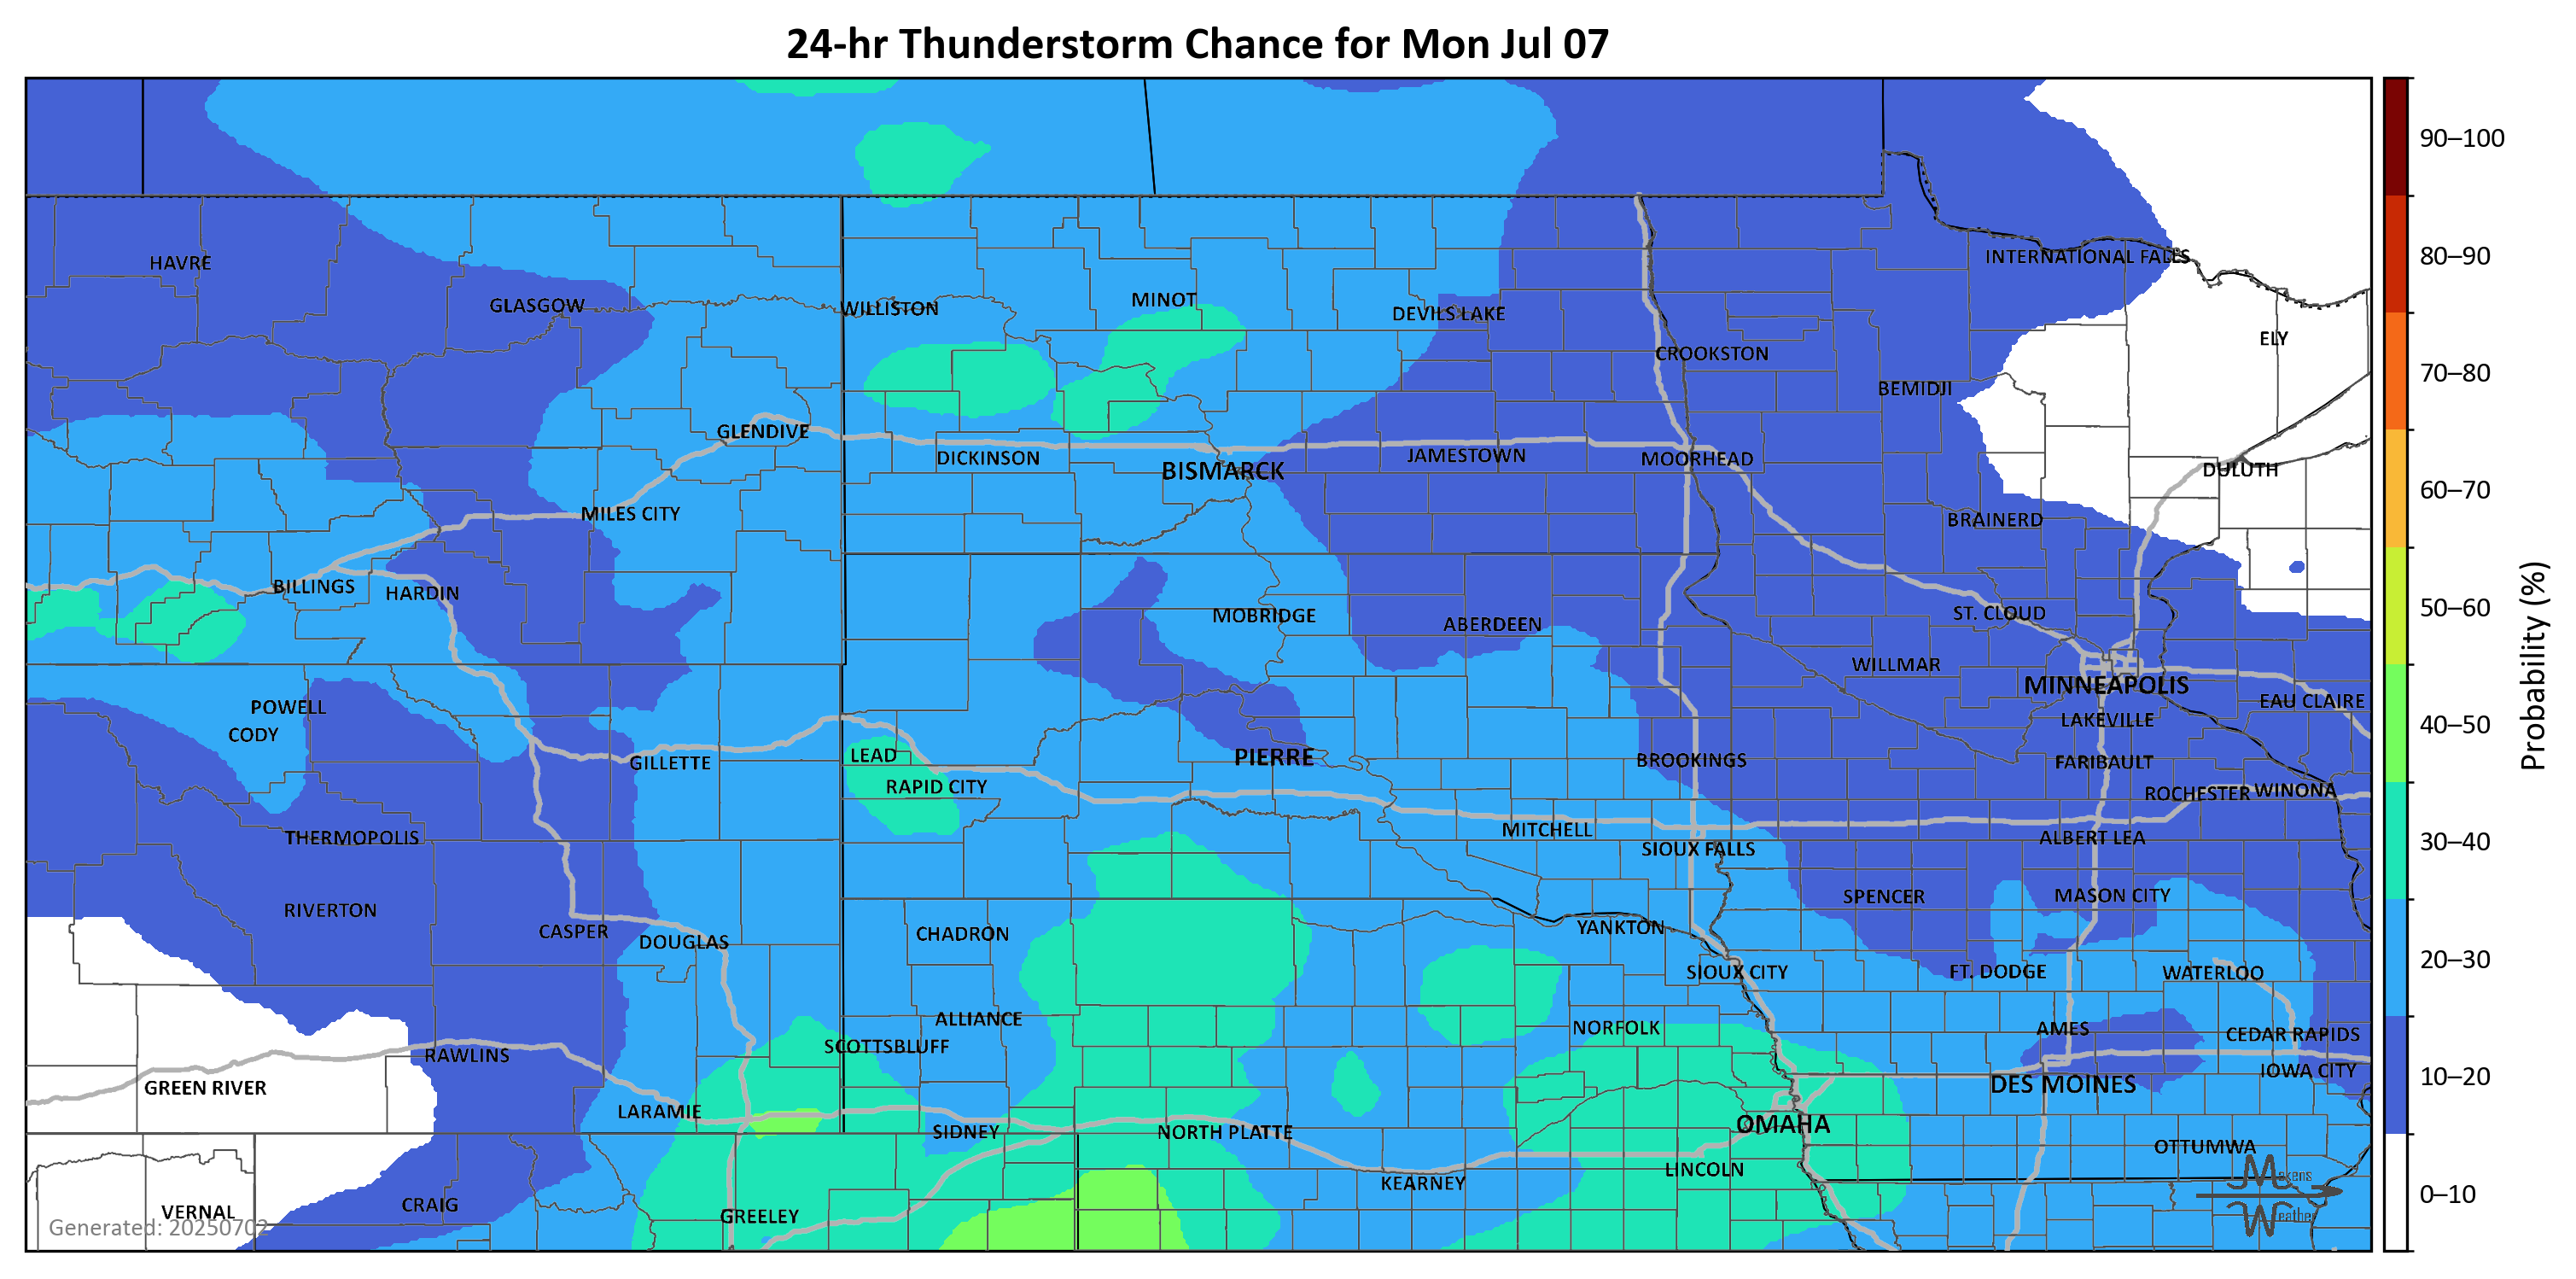 24-hr Thunderstorm Chance for Mon Jul 07
90–100
HAVRE
INTERNATIONAL FALLS
80–90
GLASGOW
WILLISTON
MINOT
DEVILS LAKE
ELY
CROOKSTON
70–80
BEMIDJI
GLENDIVE
DICKINSON
BISMARCK
JAMESTOWN
MOORHEAD
DULUTH
60–70
MILES CITY
BRAINERD
BILLINGS
HARDIN
MOBRIDGE
ABERDEEN
ST. CLOUD
50–60
WILLMAR
MINNEAPOLIS
Probability (%)
POWELL
EAU CLAIRE
CODY
LAKEVILLE
40–50
LEAD
GILLETTE
PIERRE
BROOKINGS
FARIBAULT
RAPID CITY
ROCHESTER
WINONA
THERMOPOLIS
MITCHELL
SIOUX FALLS
ALBERT LEA
30–40
RIVERTON
SPENCER
MASON CITY
CASPER
DOUGLAS
CHADRON
YANKTON
SIOUX CITY
FT. DODGE
WATERLOO
20–30
ALLIANCE
NORFOLK
AMES
CEDAR RAPIDS
SCOTTSBLUFF
RAWLINS
GREEN RIVER
DES MOINES
IOWA CITY
10–20
LARAMIE
SIDNEY
NORTH PLATTE
OMAHA
OTTUMWA
LINCOLN
KEARNEY
Makens
Weather
0–10
CRAIG
VERNAL
GREELEY
Generated: 20250702